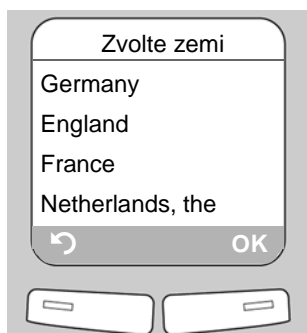 Zvolte zemi
Germany
England
France
Netherlands, the
OK